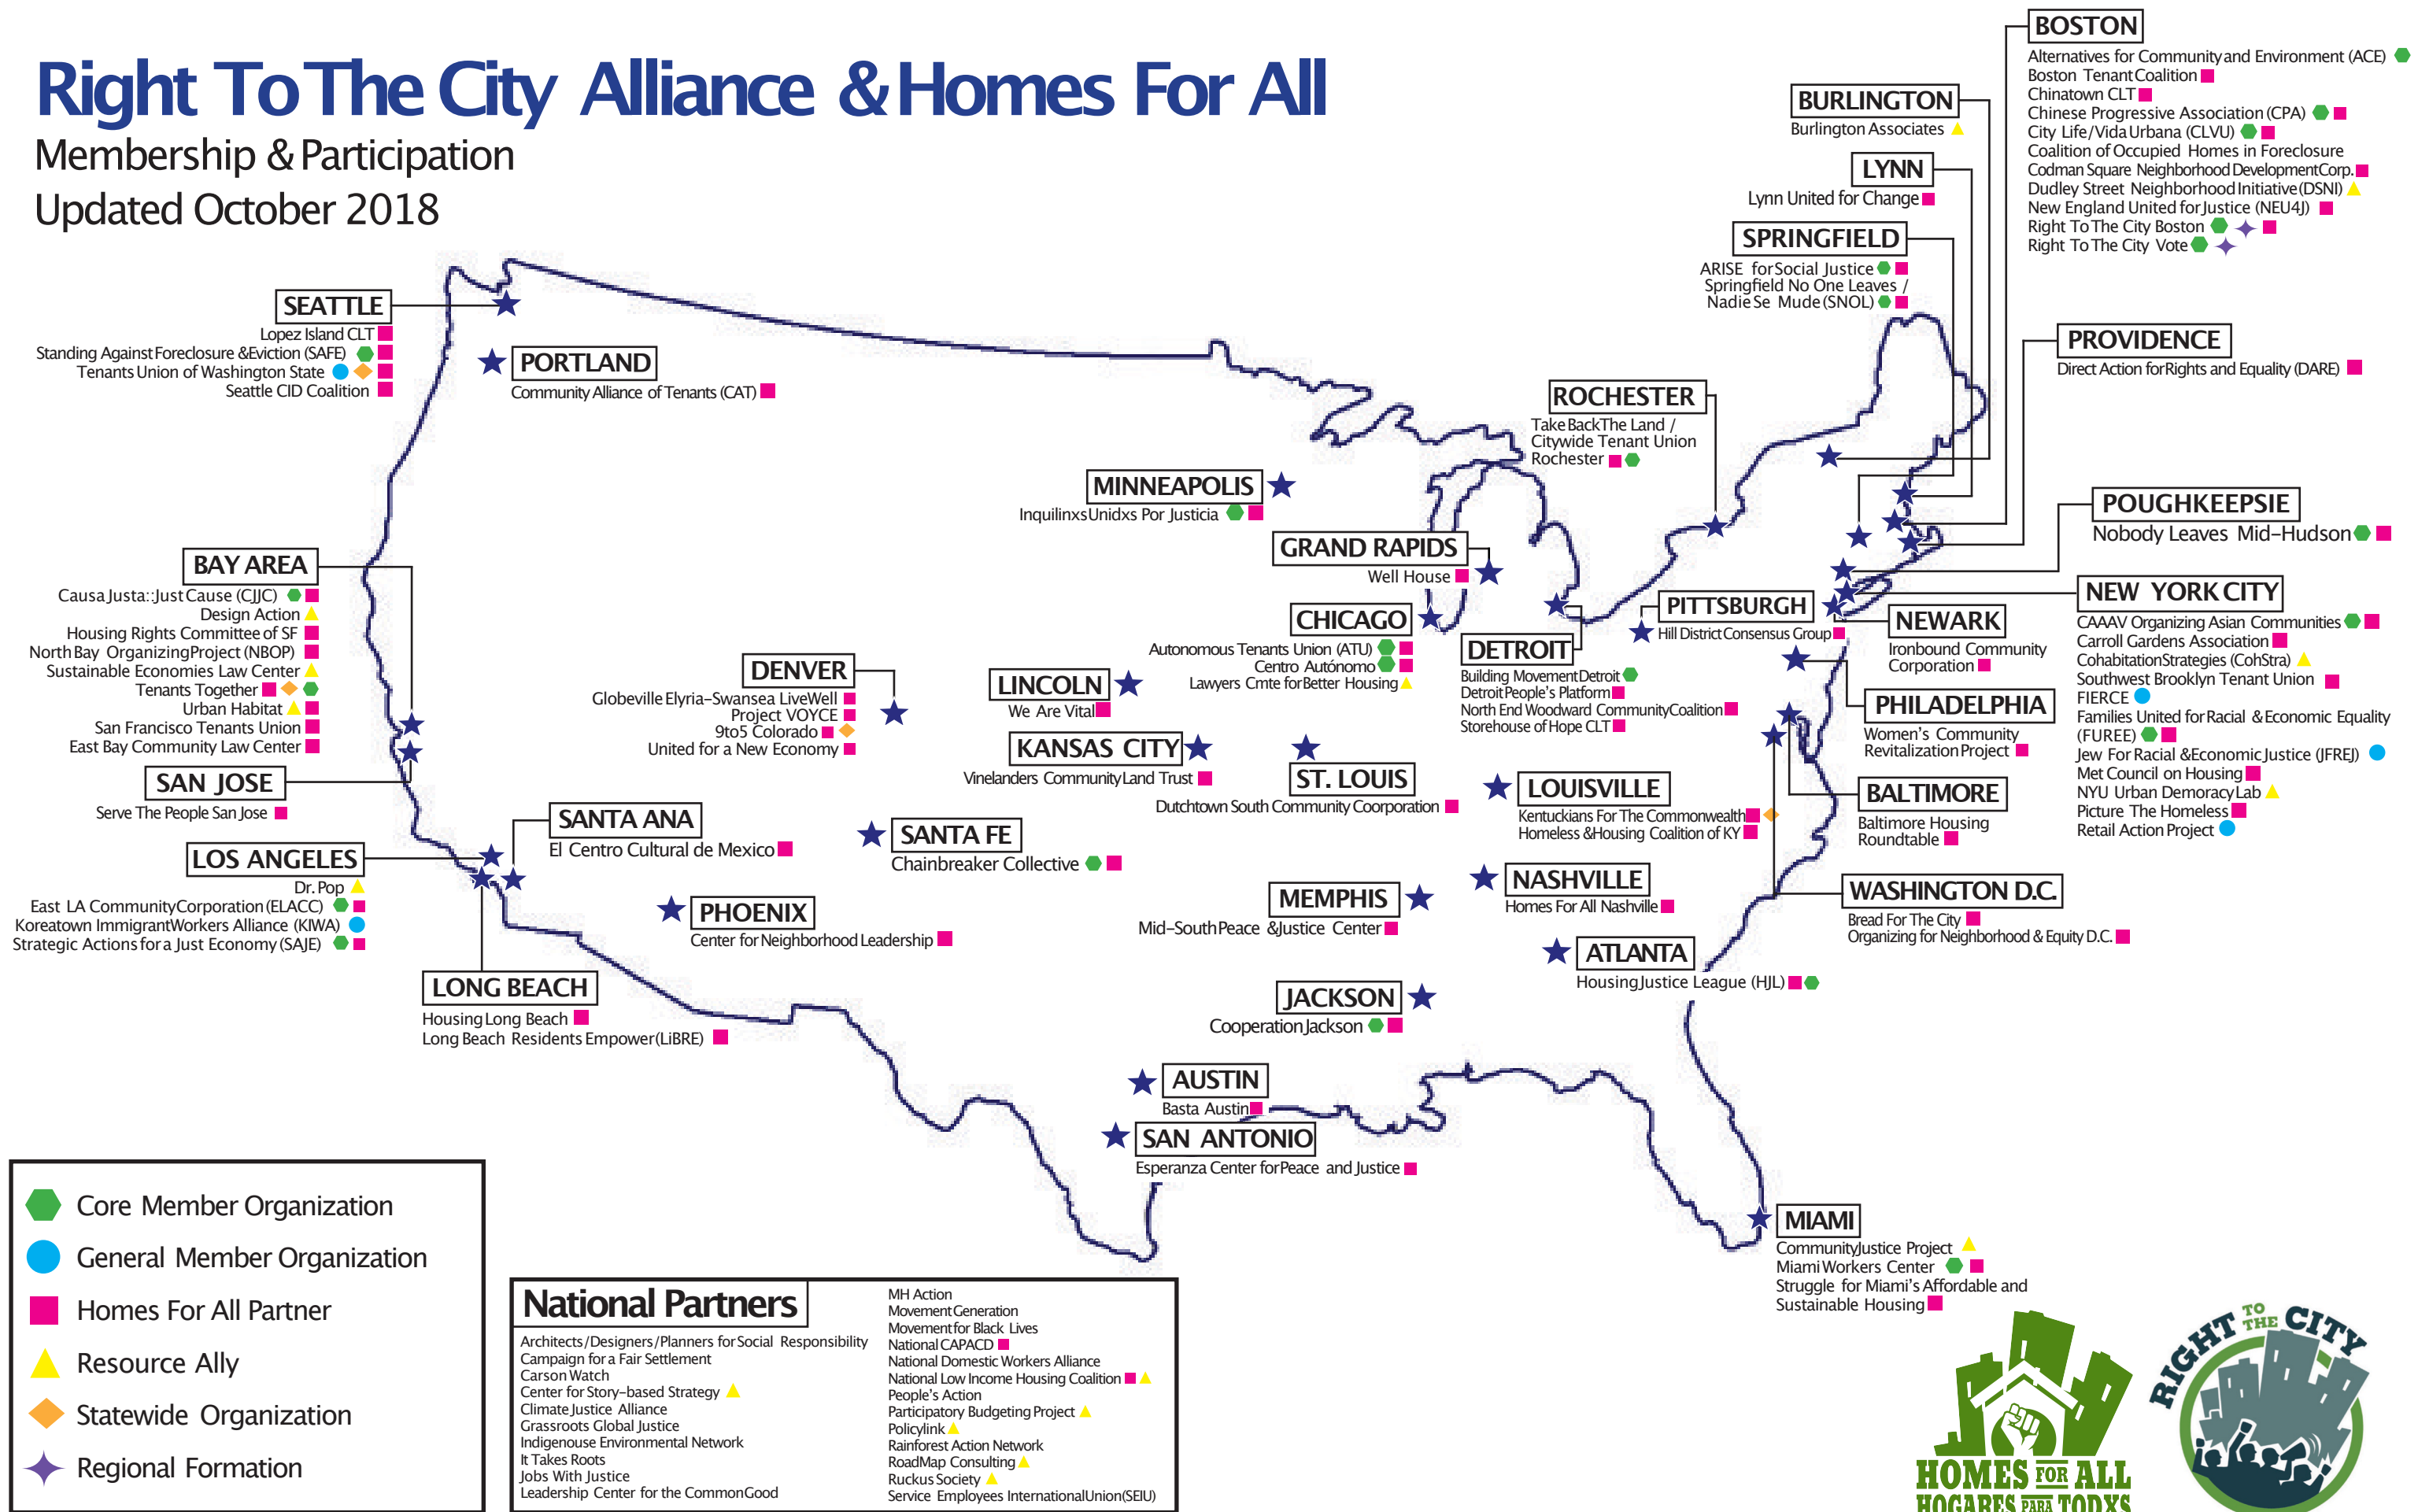 Right To The City Alliance & Homes For All
Membership & Participation
Updated October 2018
SEATTLE
Lopez Island CLT
Standing Against Foreclosure & Eviction (SAFE)
Tenants Union of Washington State
Seattle CID Coalition
PORTLAND
Community Alliance of Tenants (CAT)
BAY AREA
Causa Justa::Just Cause (CJJC)
Design Action
Housing Rights Committee of SF
North Bay Organizing Project (NBOP)
Sustainable Economies Law Center
Tenants Together
Urban Habitat
San Francisco Tenants Union
East Bay Community Law Center
SAN JOSE
Serve The People San Jose
LOS ANGELES
Dr. Pop
East LA Community Corporation (ELACC)
Koreatown Immigrant Workers Alliance (KIWA)
Strategic Actions for a Just Economy (SAJE)
SANTA ANA
El Centro Cultural de Mexico
LONG BEACH
Housing Long Beach
Long Beach Residents Empower (LiBRE)
PHOENIX
Center for Neighborhood Leadership
SANTA FE
Chainbreaker Collective
DENVER
Globeville Elyria-Swansea LiveWell
Project VOYCE
9to5 Colorado
United for a New Economy
LINCOLN
We Are Vital
KANSAS CITY
Vinelanders Community Land Trust
ST. LOUIS
Dutchtown South Community Coorporation
MINNEAPOLIS
Inquilinxs Unidxs Por Justicia
GRAND RAPIDS
Well House
CHICAGO
Autonomous Tenants Union (ATU)
Centro Autónomo
Lawyers Cmte for Better Housing
DETROIT
Building Movement Detroit
Detroit People's Platform
North End Woodward Community Coalition
Storehouse of Hope CLT
PITTSBURGH
Hill District Consensus Group
LOUISVILLE
Kentuckians For The Commonwealth
Homeless & Housing Coalition of KY
NASHVILLE
Homes For All Nashville
MEMPHIS
Mid-South Peace & Justice Center
ATLANTA
Housing Justice League (HJL)
JACKSON
Cooperation Jackson
AUSTIN
Basta Austin
SAN ANTONIO
Esperanza Center for Peace and Justice
MIAMI
Community Justice Project
Miami Workers Center
Struggle for Miami's Affordable and
Sustainable Housing
ROCHESTER
Take Back The Land /
Citywide Tenant Union
Rochester
BURLINGTON
Burlington Associates
LYNN
Lynn United for Change
SPRINGFIELD
ARISE for Social Justice
Springfield No One Leaves /
Nadie Se Mude (SNOL)
BOSTON
Alternatives for Community and Environment (ACE)
Boston Tenant Coalition
Chinatown CLT
Chinese Progressive Association (CPA)
City Life/Vida Urbana (CLVU)
Coalition of Occupied Homes in Foreclosure
Codman Square Neighborhood Development Corp.
Dudley Street Neighborhood Initiative (DSNI)
New England United for Justice (NEU4J)
Right To The City Boston
Right To The City Vote
PROVIDENCE
Direct Action for Rights and Equality (DARE)
POUGHKEEPSIE
Nobody Leaves Mid-Hudson
NEW YORK CITY
CAAAV Organizing Asian Communities
Carroll Gardens Association
Cohabitation Strategies (CohStra)
Southwest Brooklyn Tenant Union
FIERCE
Families United for Racial & Economic Equality
(FUREE)
Jew For Racial & Economic Justice (JFREJ)
Met Council on Housing
NYU Urban Demoracy Lab
Picture The Homeless
Retail Action Project
NEWARK
Ironbound Community
Corporation
PHILADELPHIA
Women's Community
Revitalization Project
BALTIMORE
Baltimore Housing
Roundtable
WASHINGTON D.C.
Bread For The City
Organizing for Neighborhood & Equity D.C.
Core Member Organization
General Member Organization
Homes For All Partner
Resource Ally
Statewide Organization
Regional Formation
National Partners
Architects/Designers/Planners for Social Responsibility
Campaign for a Fair Settlement
Carson Watch
Center for Story-based Strategy
Climate Justice Alliance
Grassroots Global Justice
Indigenouse Environmental Network
It Takes Roots
Jobs With Justice
Leadership Center for the Common Good
MH Action
Movement Generation
Movement for Black Lives
National CAPACD
National Domestic Workers Alliance
National Low Income Housing Coalition
People's Action
Participatory Budgeting Project
Policylink
Rainforest Action Network
RoadMap Consulting
Ruckus Society
Service Employees International Union (SEIU)
HOMES FOR ALL
HOGARES PARA TODXS
RIGHT TO THE CITY